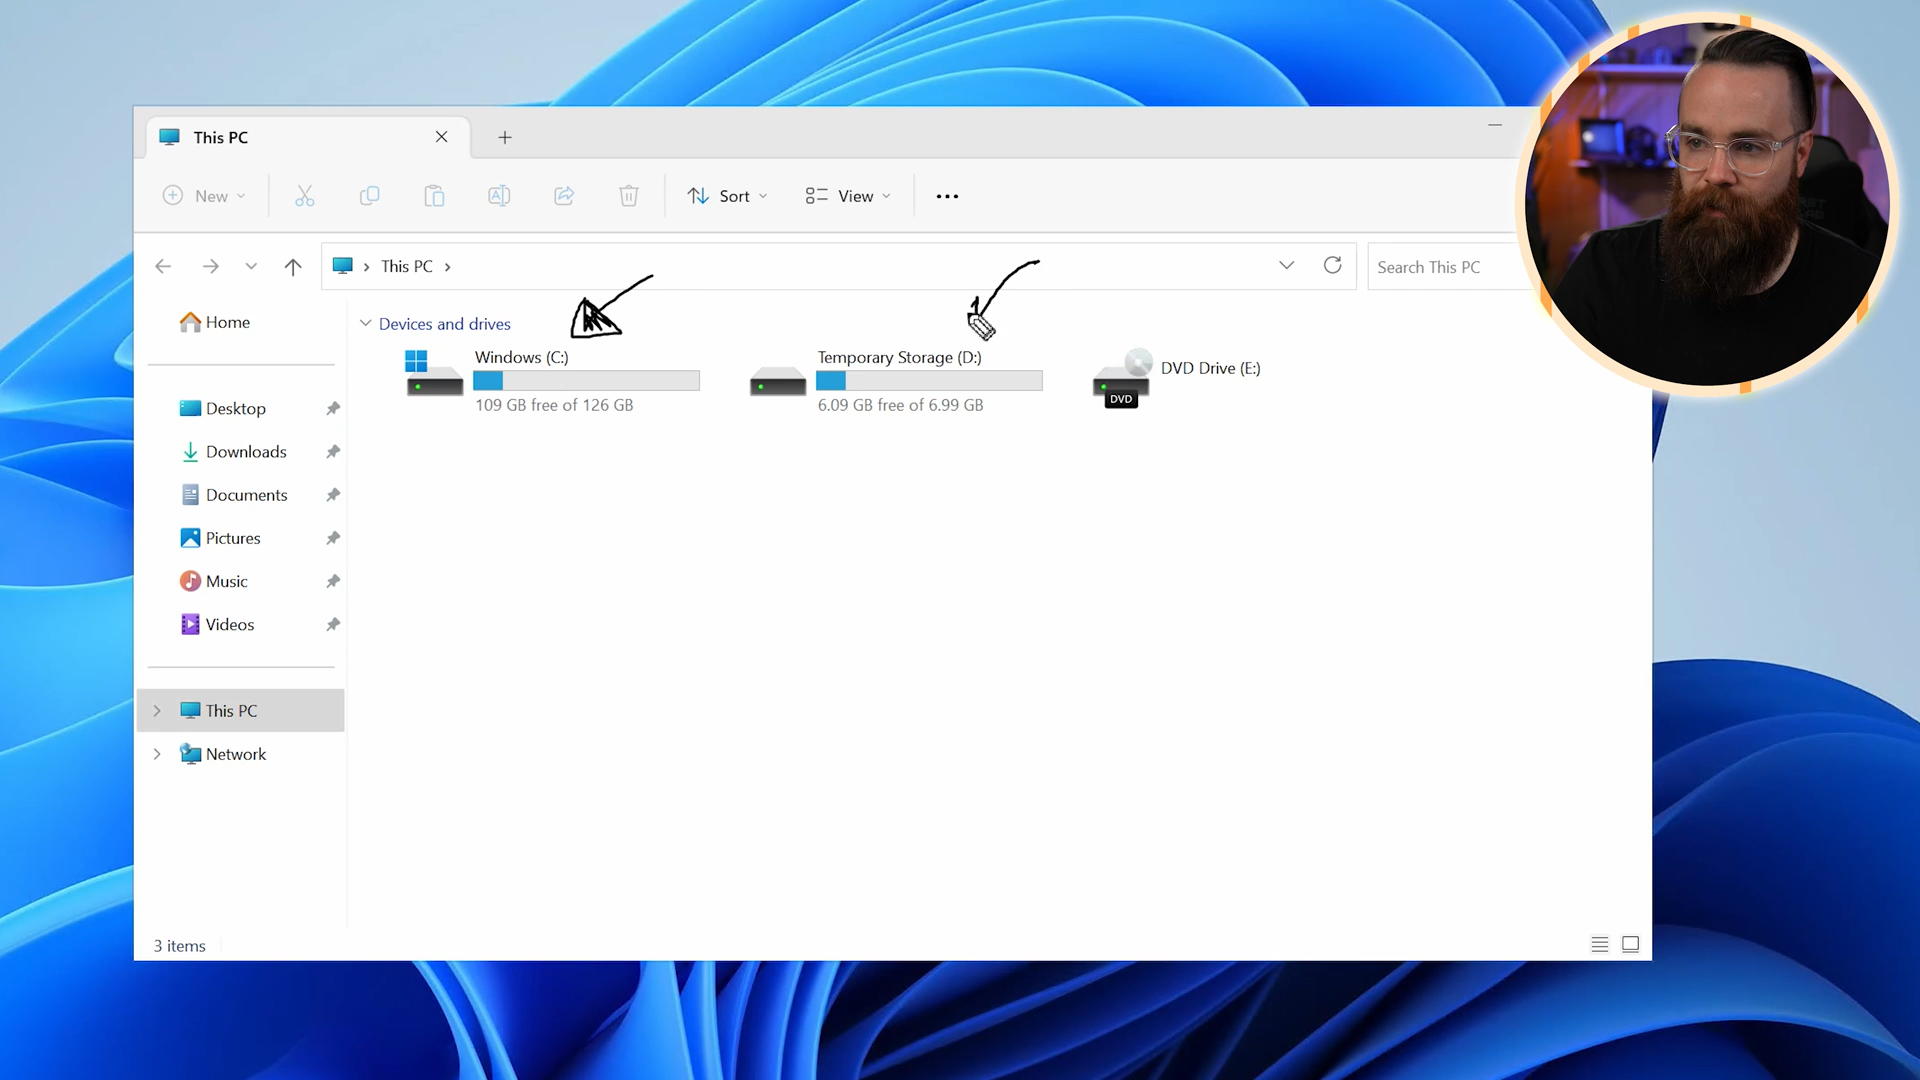 This PC
New
Sort
View
This PC
Search This PC
Home
Desktop
Downloads
Documents
Pictures
Music
Videos
This PC
Network
Devices and drives
Windows (C:)
109 GB free of 126 GB
Temporary Storage (D:)
6.09 GB free of 6.99 GB
DVD Drive (E:)
DVD
3 items